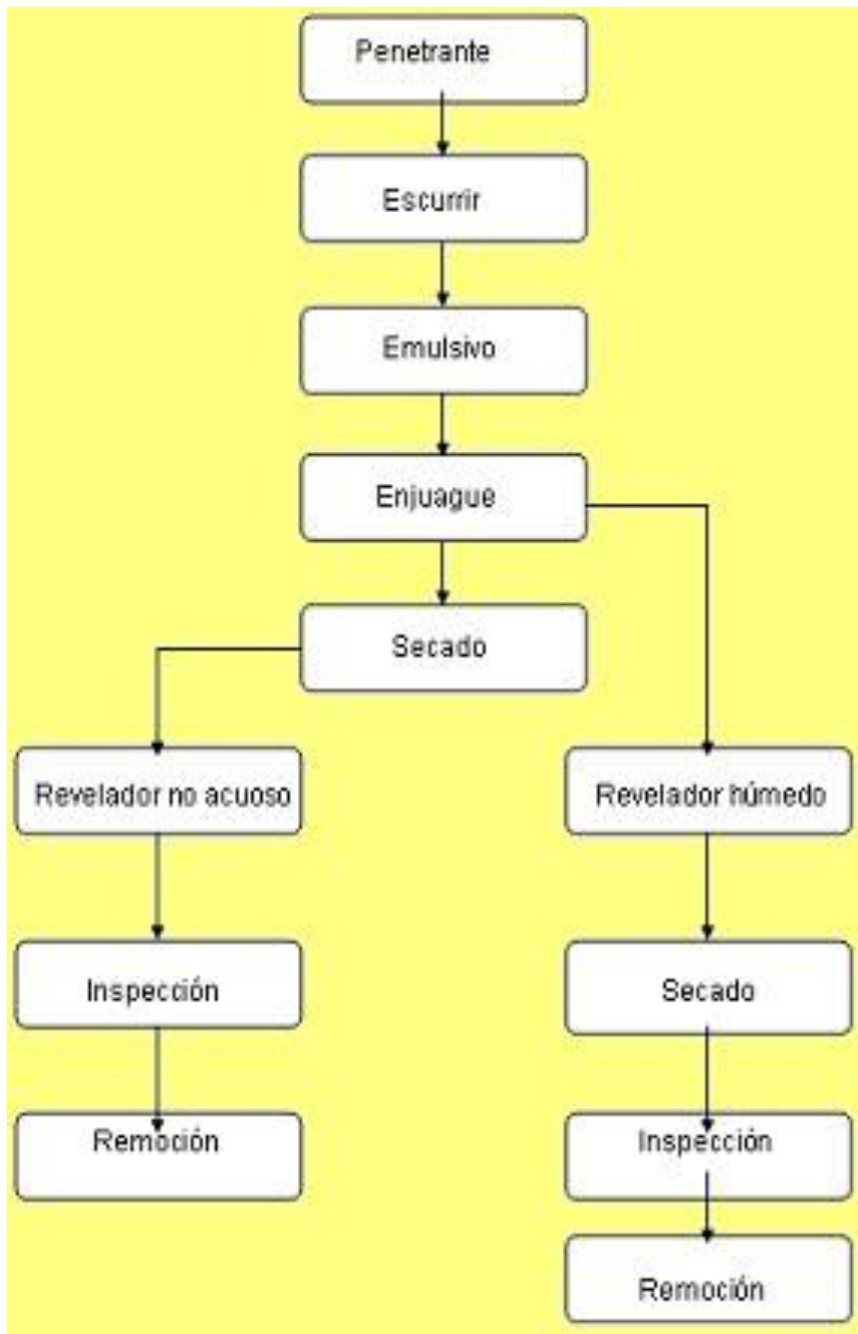 Penetrante
Escurrir
Emulsivo
Enjuague
Secado
Revelador no acuoso
Revelador húmedo
Inspección
Secado
Remoción
Inspección
Remoción